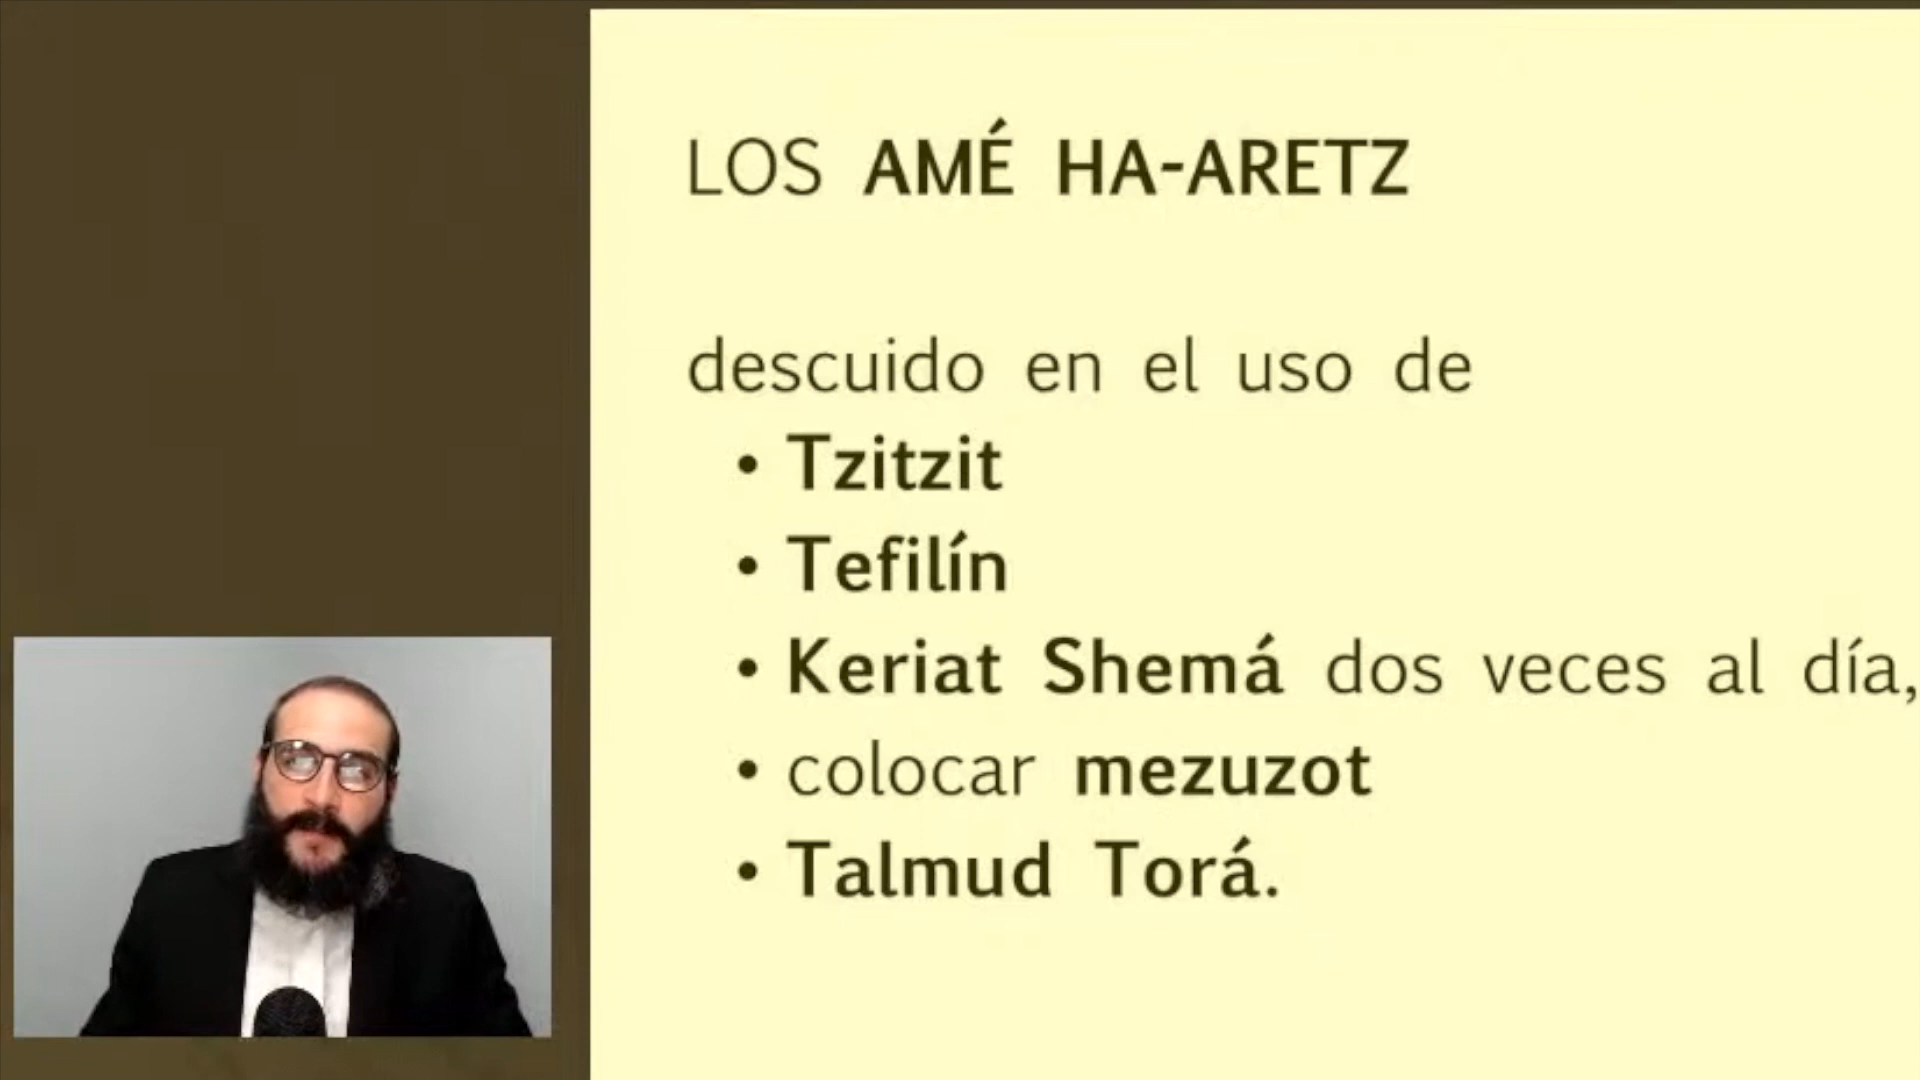 LOS AMÉ HA-ARETZ
descuido en el uso de
• Tzitzit
• Tefilín
• Keriat Shemá dos veces al día,
• colocar mezuzot
• Talmud Torá.